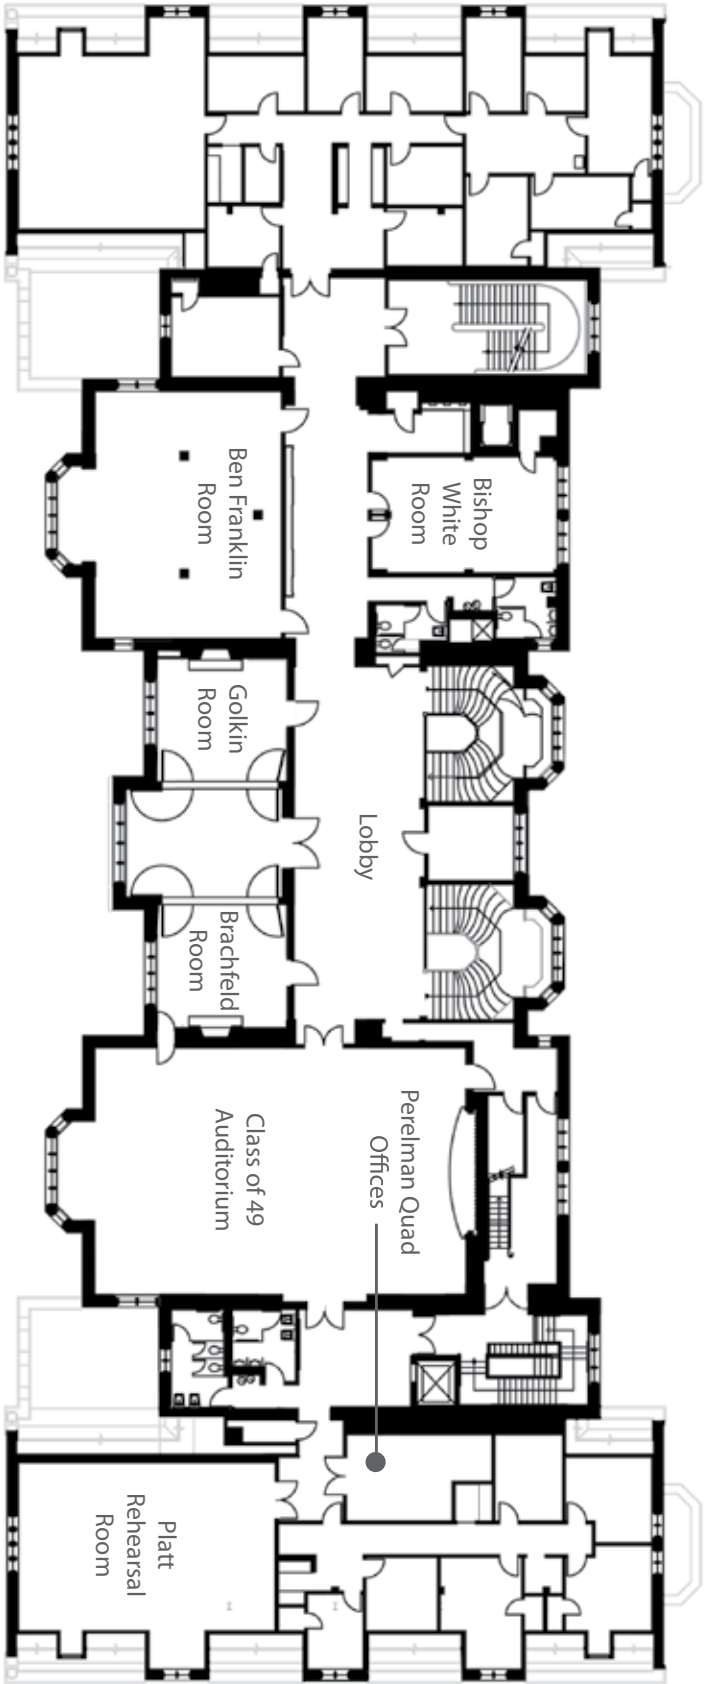 Ben Franklin
Room
Bishop
White
Room
Golkin
Room
Lobby
Brachfeld
Room
Perelman Quad
Offices
Class of 49
Auditorium
Platt
Rehearsal
Room